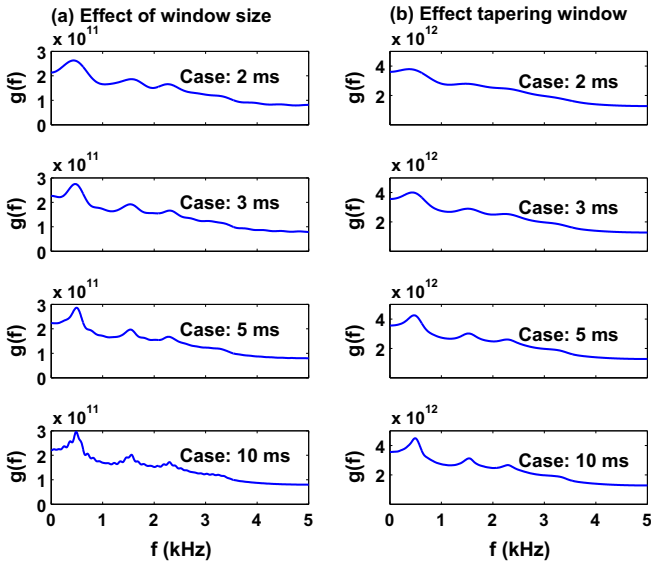 (a) Effect of window size
x 10^11
3
2
1
0
g(f)
Case: 2 ms
x 10^11
3
2
1
0
g(f)
Case: 3 ms
x 10^11
3
2
1
0
g(f)
Case: 5 ms
x 10^11
3
2
1
0
g(f)
Case: 10 ms
0 1 2 3 4 5
f (kHz)
(b) Effect tapering window
x 10^12
4
2
g(f)
Case: 2 ms
x 10^12
4
2
g(f)
Case: 3 ms
x 10^12
4
2
g(f)
Case: 5 ms
x 10^12
4
2
g(f)
Case: 10 ms
0 1 2 3 4 5
f (kHz)